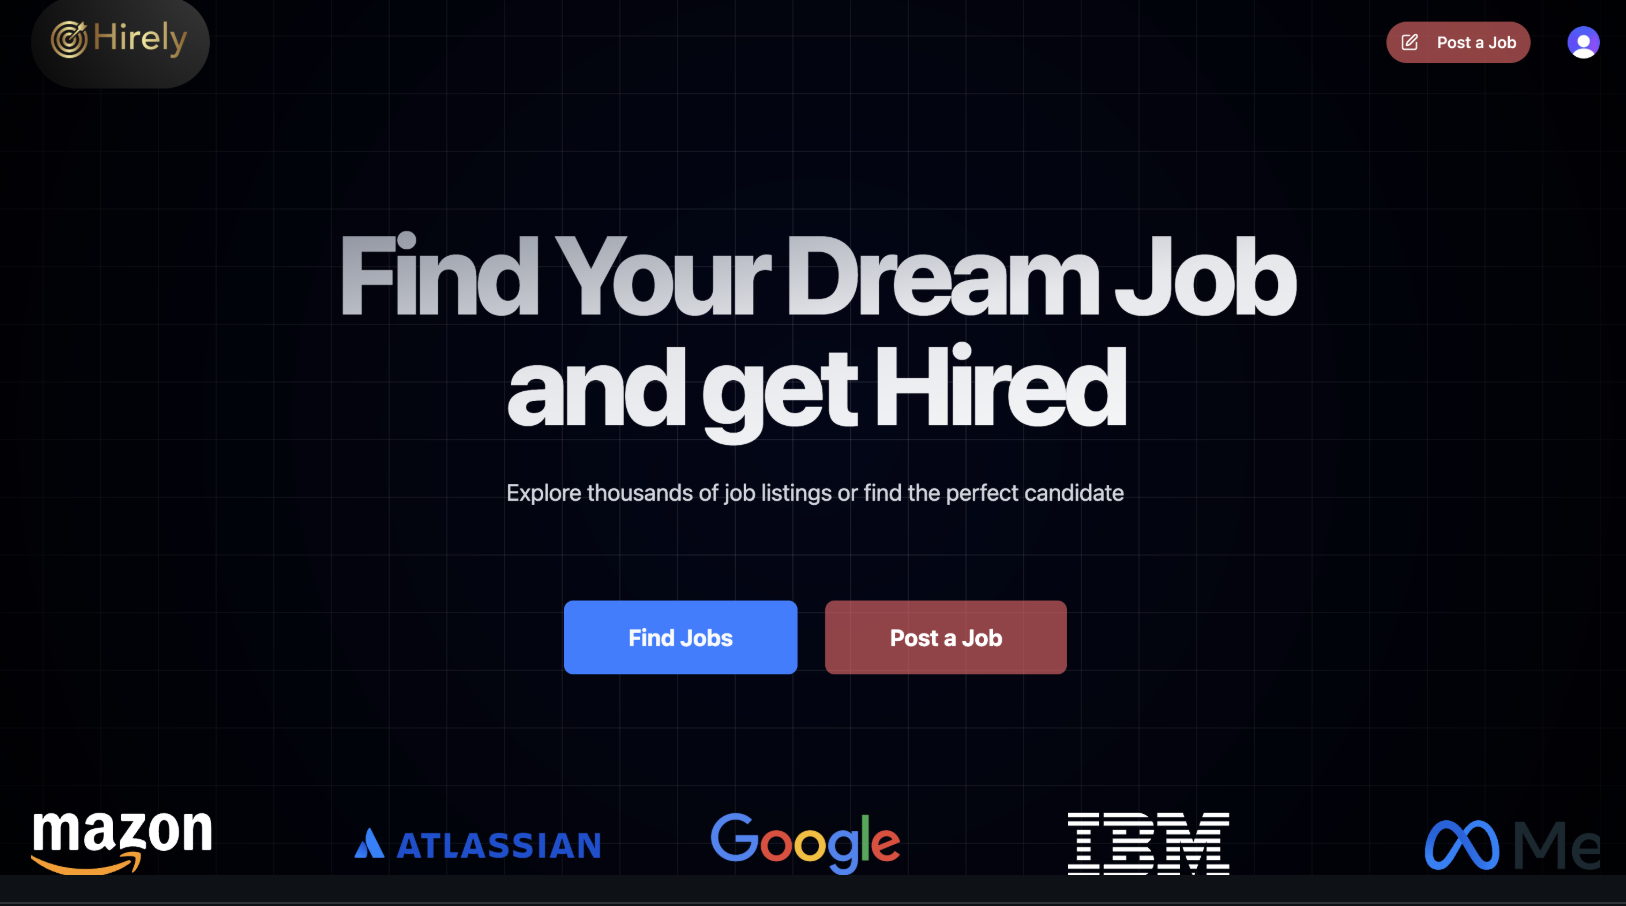 Hirely
Post a Job
Find Your Dream Job
and get Hired
Explore thousands of job listings or find the perfect candidate
Find Jobs
Post a Job
mazon
ATLASSIAN
Google
IBM
Me